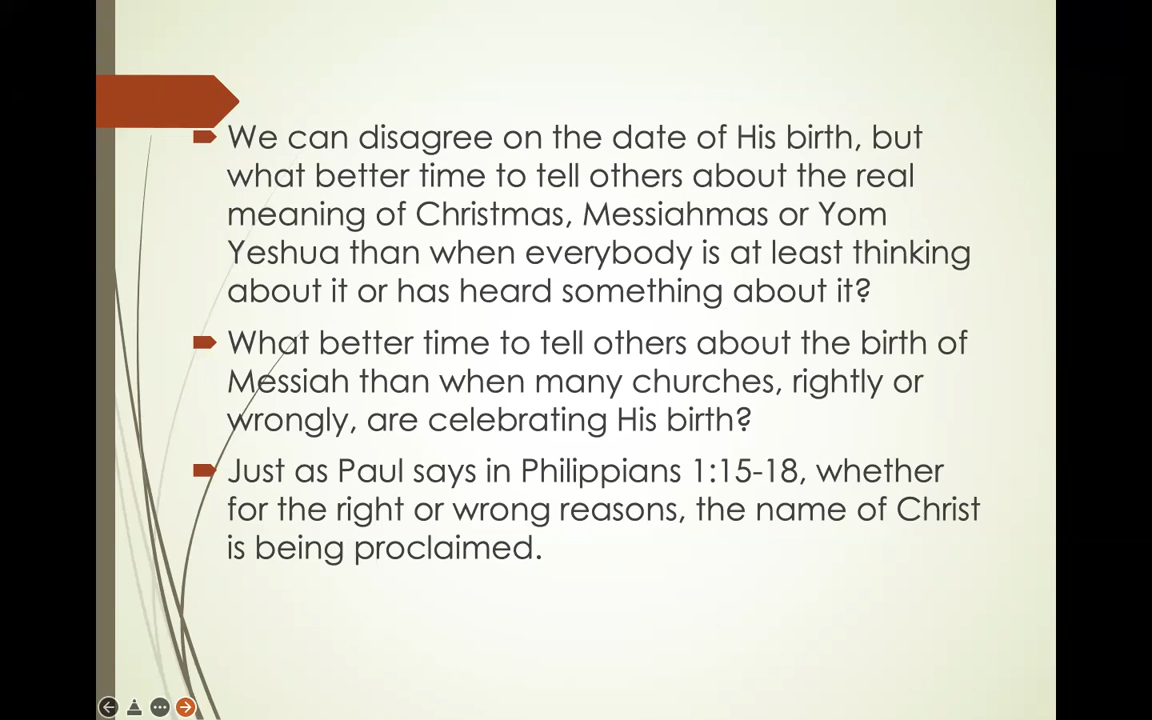 We can disagree on the date of His birth, but
what better time to tell others about the real
meaning of Christmas, Messiahmas or Yom
Yeshua than when everybody is at least thinking
about it or has heard something about it?
What better time to tell others about the birth of
Messiah than when many churches, rightly or
wrongly, are celebrating His birth?
Just as Paul says in Philippians 1:15-18, whether
for the right or wrong reasons, the name of Christ
is being proclaimed.